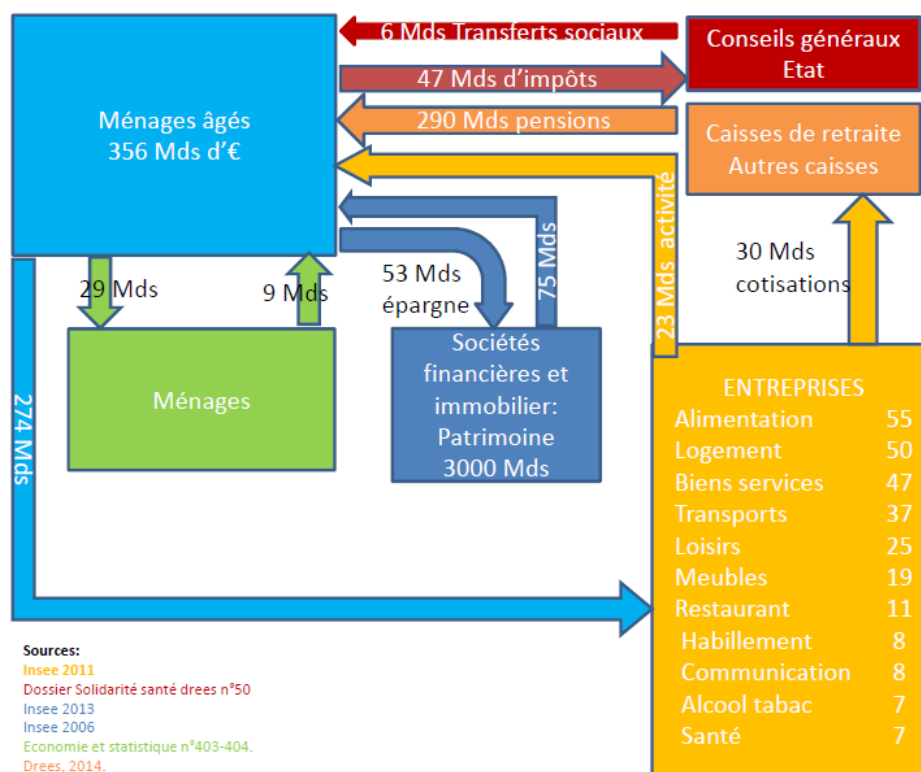 6 Mds Transferts sociaux
Conseils généraux
Etat
47 Mds d'impôts
Ménages âgés
356 Mds d'€
290 Mds pensions
Caisses de retraite
Autres caisses
23 Mds activité
75 Mds
53 Mds
épargne
30 Mds
cotisations
29 Mds
9 Mds
Ménages
Sociétés
financières et
immobilier:
Patrimoine
3000 Mds
274 Mds
ENTREPRISES
Alimentation 55
Logement 50
Biens services 47
Transports 37
Loisirs 25
Meubles 19
Restaurant 11
Habillement 8
Communication 8
Alcool tabac 7
Santé 7
Sources:
Insee 2011
Dossier Solidarité santé drees n°50
Insee 2013
Insee 2006
Economie et statistique n°403-404.
Drees, 2014.